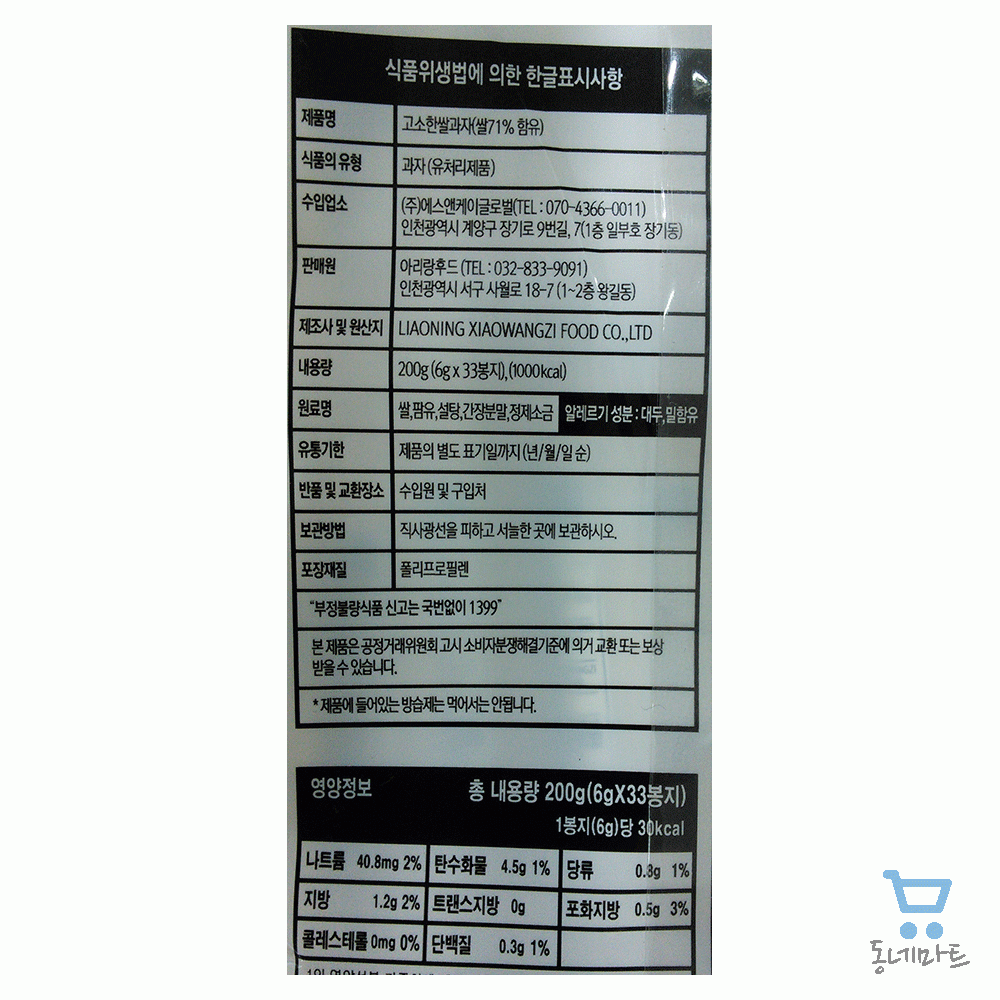 식품위생법에 의한 한글표시사항
제품명 고소한쌀과자(쌀71% 함유)
식품의 유형 과자(유처리제품)
수입업소 (주)에스앤케이글로벌(TEL : 070-4366-0011)
인천광역시 계양구 장기로 9번길, 7(1층 일부호 장기동)
판매원 아리랑후드 (TEL : 032-833-9091)
인천광역시 서구 사월로 18-7 (1~2층 왕길동)
제조사 및 원산지 LIAONING XIAOWANGZI FOOD CO.,LTD
내용량 200g (6g x 33봉지),(1000kcal)
원료명 쌀,팜유,설탕,간장분말,정제소금 알레르기 성분 : 대두,밀함유
유통기한 제품의 별도 표기일까지 (년/월/일 순)
반품 및 교환장소 수입원 및 구입처
보관방법 직사광선을 피하고 서늘한 곳에 보관하시오.
포장재질 폴리프로필렌
"부정불량식품 신고는 국번없이 1399"
본 제품은 공정거래위원회 고시 소비자분쟁해결기준에 의거 교환 또는 보상
받을 수 있습니다.
* 제품에 들어있는 방습제는 먹어서는 안됩니다.
영양정보 총 내용량 200g(6gX33봉지)
1봉지(6g)당 30kcal
나트륨 40.8mg 2% 탄수화물 4.5g 1% 당류 0.8g 1%
지방 1.2g 2% 트랜스지방 0g 포화지방 0.5g 3%
콜레스테롤 0mg 0% 단백질 0.3g 1%
동네마트